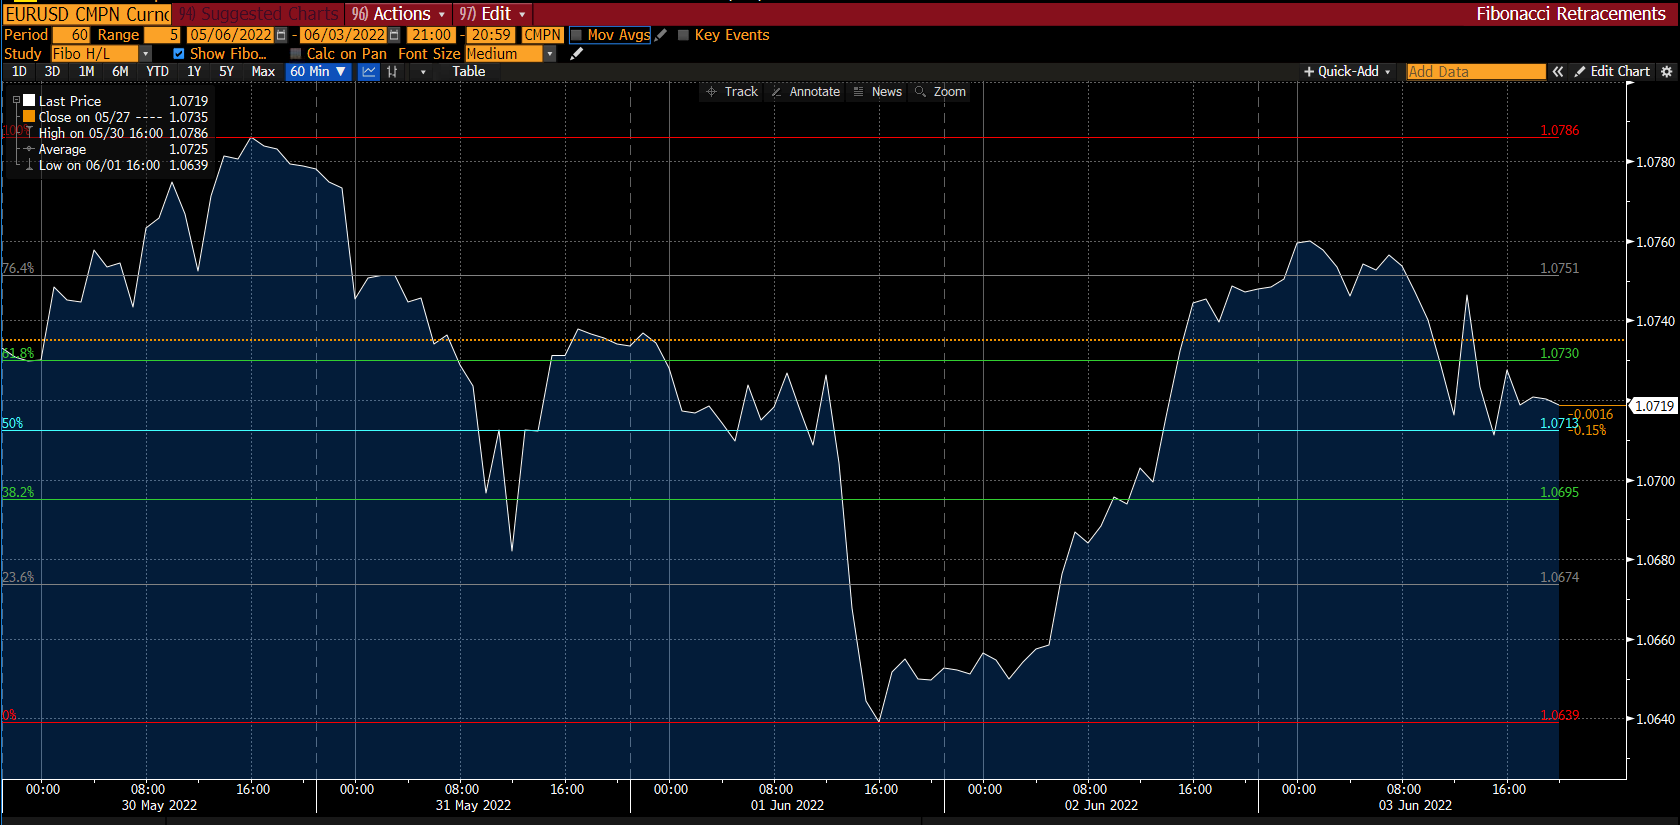 EURUSD CMPN Curnc 94) Suggested Charts 96) Actions 97) Edit Fibonacci Retracements
Period 60 Range 5 05/06/2022 - 06/03/2022 21:00 - 20:59 CMPN Mov Avgs Key Events
Study Fibo H/L Show Fibo... Calc on Pan Font Size Medium
1D 3D 1M 6M YTD 1Y 5Y Max 60 Min Table + Quick-Add Add Data « Edit Chart
Track Annotate News Zoom
Last Price 1.0719
Close on 05/27 ---- 1.0735
High on 05/30 16:00 1.0786
Average 1.0725
Low on 06/01 16:00 1.0639
100% 1.0786
1.0780
1.0760
76.4% 1.0751
1.0740
61.8% 1.0730
1.0719
-0.0016
50% 1.0713
-0.15%
38.2% 1.0695
1.0700
1.0680
23.6% 1.0674
1.0660
0% 1.0639
1.0640
00:00 08:00 16:00 00:00 08:00 16:00 00:00 08:00 16:00 00:00 08:00 16:00 00:00 08:00 16:00
30 May 2022 31 May 2022 01 Jun 2022 02 Jun 2022 03 Jun 2022